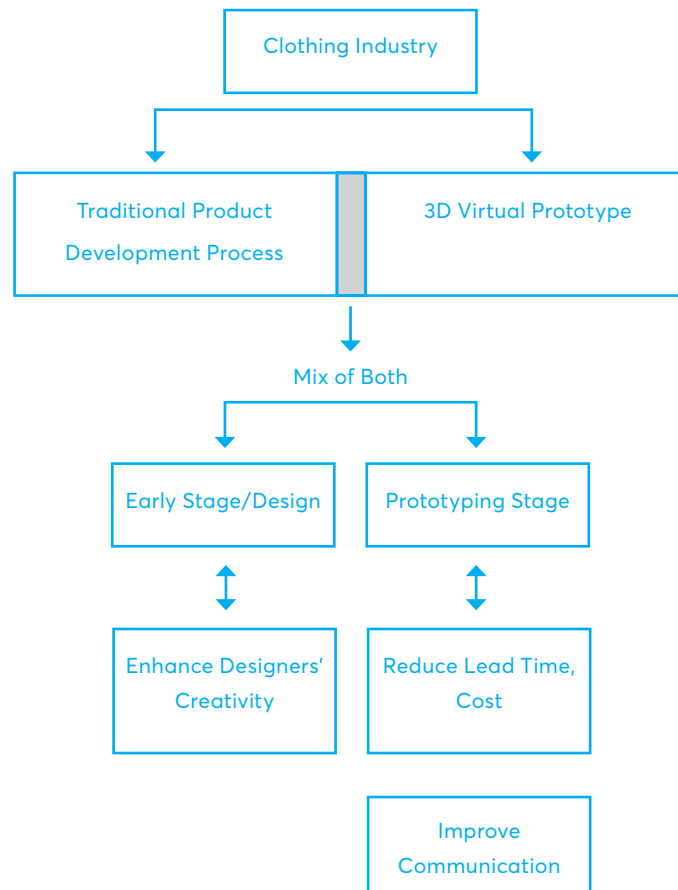 Clothing Industry
Traditional Product
Development Process
3D Virtual Prototype
Mix of Both
Early Stage/Design
Prototyping Stage
Enhance Designers'
Creativity
Reduce Lead Time,
Cost
Improve
Communication